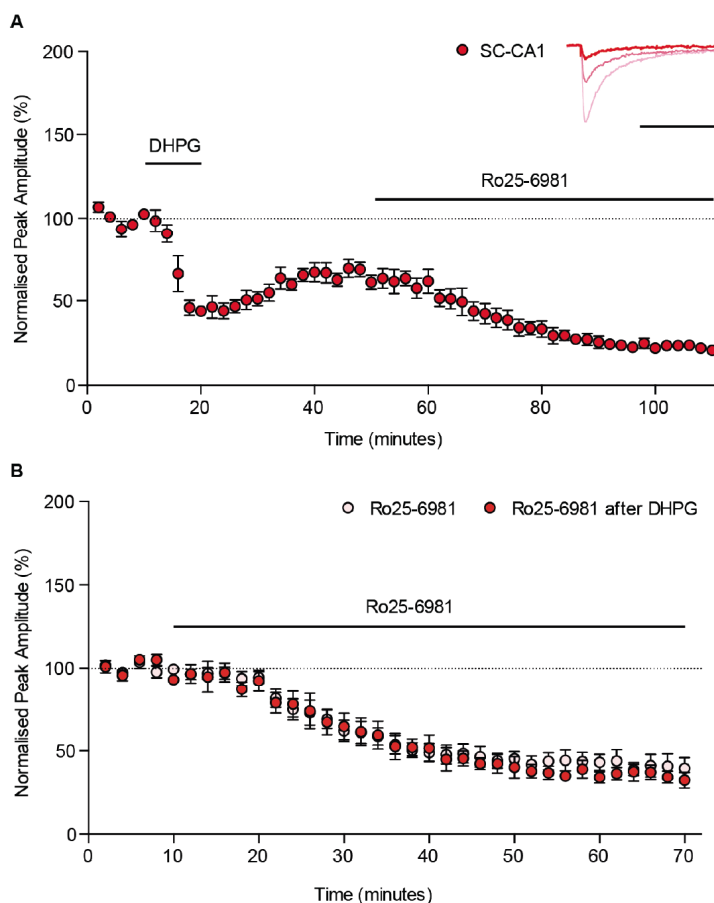 A
200
150
100
50
0
Normalised Peak Amplitude (%)
SC-CA1
DHPG
Ro25-6981
0 20 40 60 80 100
Time (minutes)
B
200
150
100
50
0
Normalised Peak Amplitude (%)
Ro25-6981 Ro25-6981 after DHPG
Ro25-6981
0 10 20 30 40 50 60 70
Time (minutes)